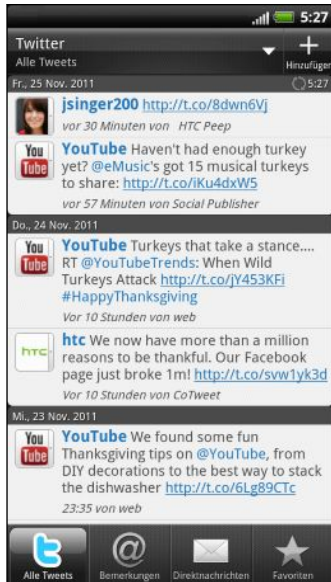 5:27
Twitter
Alle Tweets
Hinzufügen
Fr., 25 Nov. 2011
5:27
jsinger200 http://t.co/8dwn6Vj
vor 30 Minuten von HTC Peep
You
Tube
YouTube Haven't had enough turkey
yet? @eMusic's got 15 musical turkeys
to share: http://t.co/iKu4dxW5
vor 57 Minuten von Social Publisher
Do., 24 Nov. 2011
You
Tube
YouTube Turkeys that take a stance....
RT @YouTubeTrends: When Wild
Turkeys Attack http://t.co/jY453KFi
#HappyThanksgiving
Vor 10 Stunden von web
hTC
htc We now have more than a million
reasons to be thankful. Our Facebook
page just broke 1m! http://t.co/svw1yk3d
Vor 10 Stunden von CoTweet
Mi., 23 Nov. 2011
You
Tube
YouTube We found some fun
Thanksgiving tips on @YouTube, from
DIY decorations to the best way to stack
the dishwasher http://t.co/6Lg89CTc
23:35 von web
Alle Tweets
@
Bemerkungen
Direktnachrichten
Favoriten